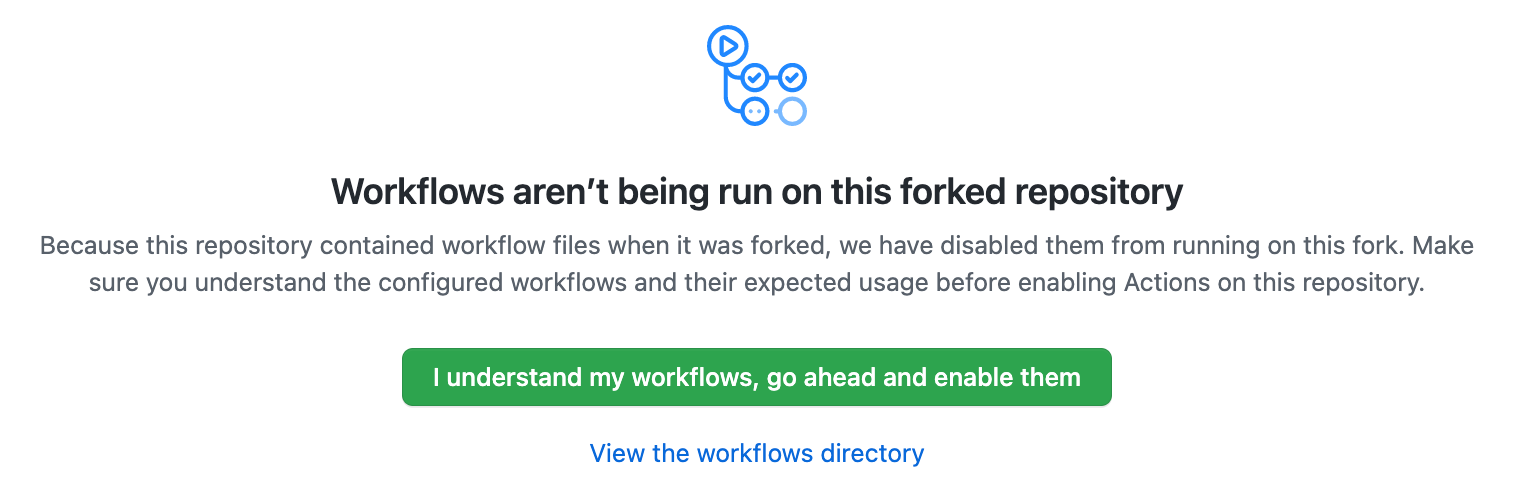 Workflows aren’t being run on this forked repository
Because this repository contained workflow files when it was forked, we have disabled them from running on this fork. Make
sure you understand the configured workflows and their expected usage before enabling Actions on this repository.
I understand my workflows, go ahead and enable them
View the workflows directory